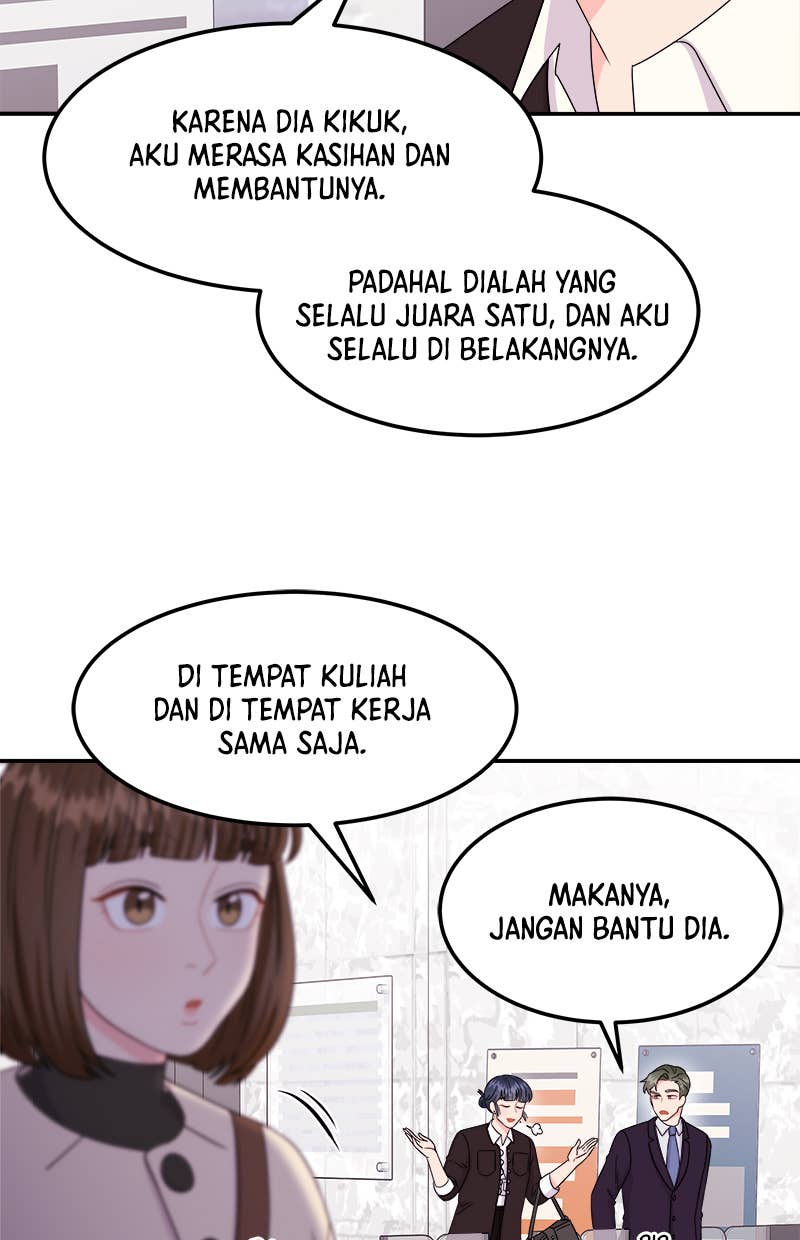 KARENA DIA KIKUK,
AKU MERASA KASIHAN DAN
MEMBANTUNYA.
PADAHAL DIALAH YANG
SELALU JUARA SATU, DAN AKU
SELALU DI BELAKANGNYA.
DI TEMPAT KULIAH
DAN DI TEMPAT KERJA
SAMA SAJA.
MAKANYA,
JANGAN BANTU DIA.